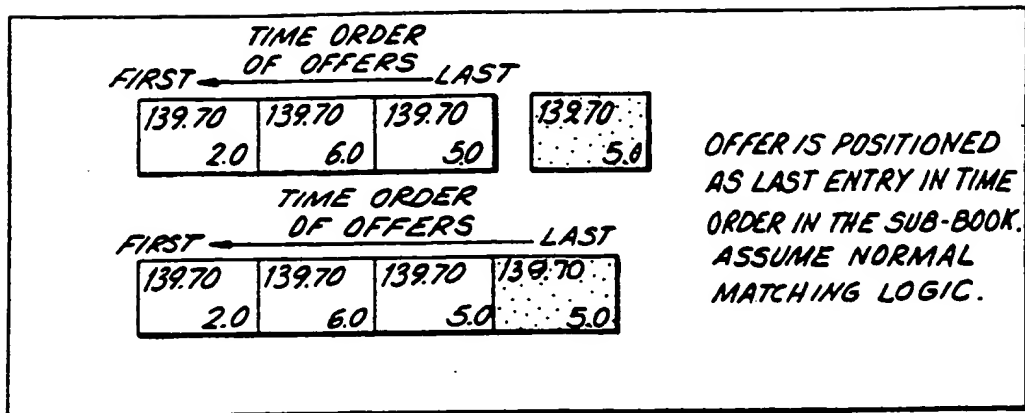 TIME ORDER
OF OFFERS
FIRST LAST
139.70 139.70 139.70 139.70
2.0 6.0 5.0 5.0
TIME ORDER
OF OFFERS
FIRST LAST
139.70 139.70 139.70 139.70
2.0 6.0 5.0 5.0
OFFER IS POSITIONED
AS LAST ENTRY IN TIME
ORDER IN THE SUB-BOOK.
ASSUME NORMAL
MATCHING LOGIC.